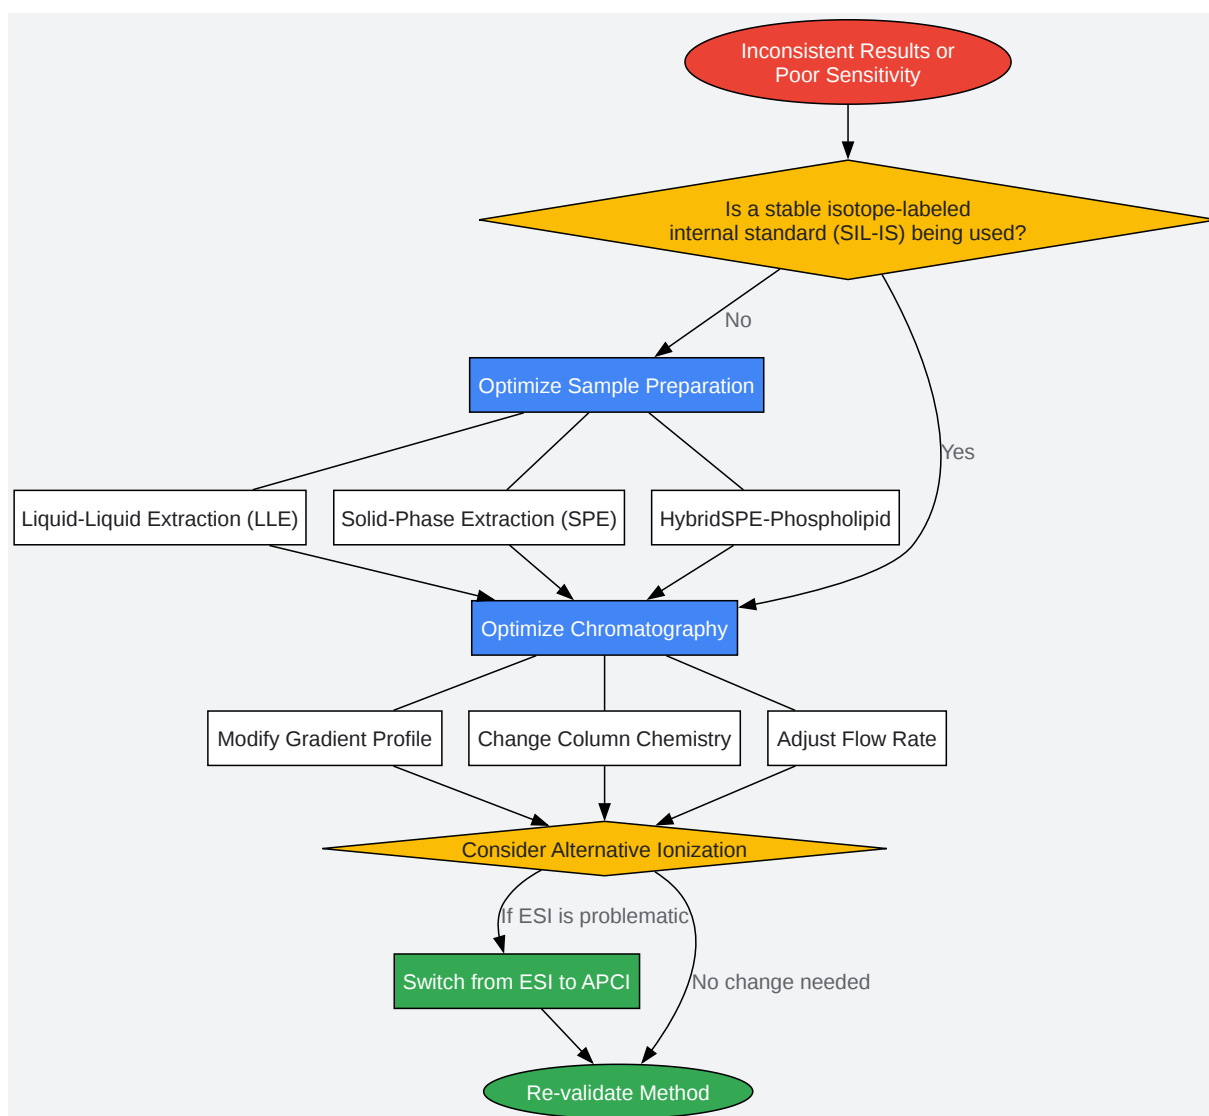 Inconsistent Results or
Poor Sensitivity
Is a stable isotope-labeled
internal standard (SIL-IS) being used?
No
Optimize Sample Preparation
Yes
Liquid-Liquid Extraction (LLE)
Solid-Phase Extraction (SPE)
HybridSPE-Phospholipid
Optimize Chromatography
Modify Gradient Profile
Change Column Chemistry
Adjust Flow Rate
Consider Alternative Ionization
If ESI is problematic
Switch from ESI to APCI
No change needed
Re-validate Method